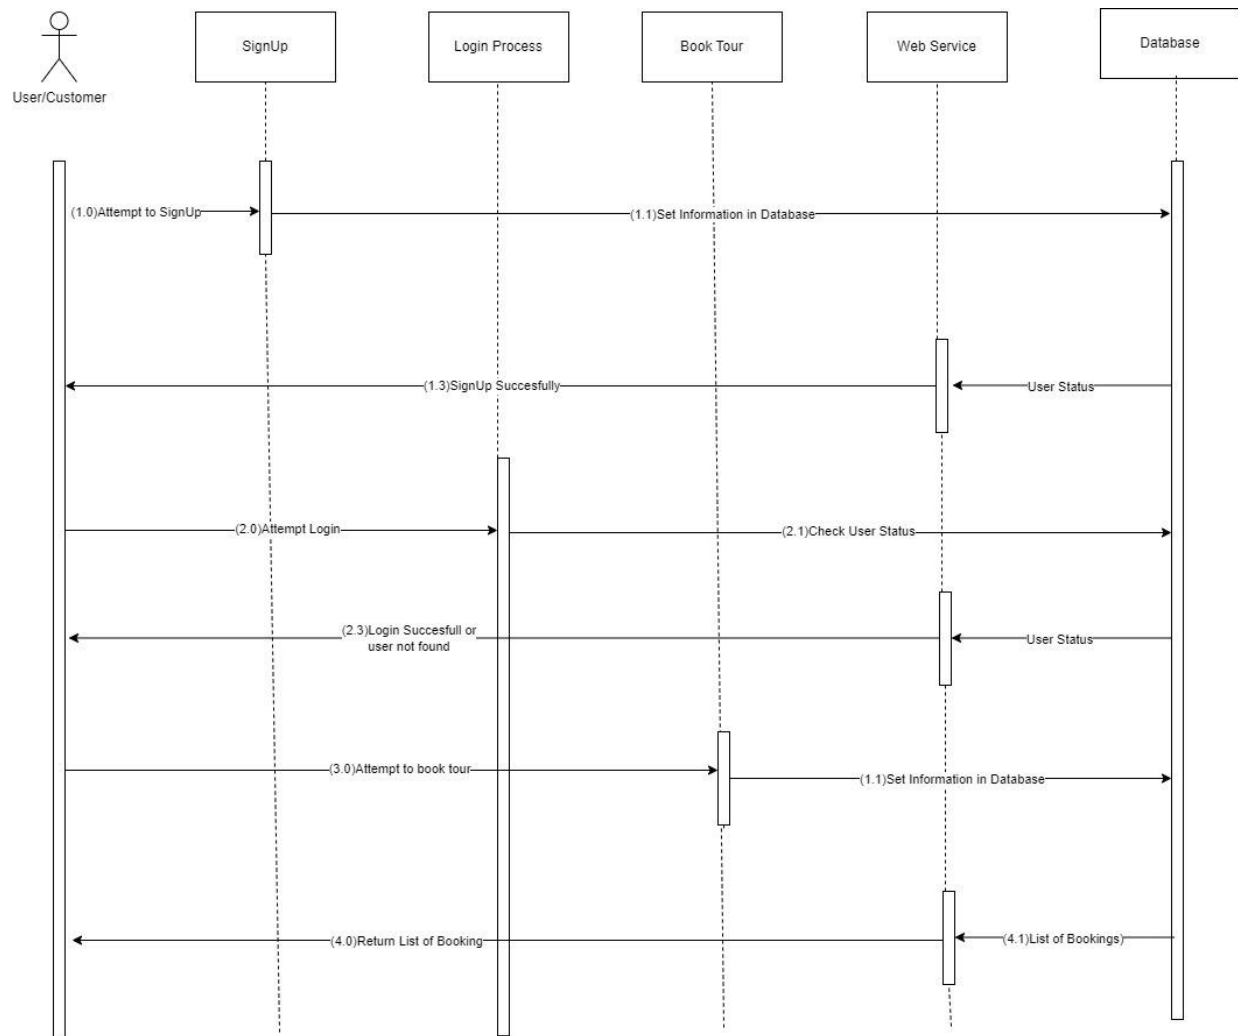 SignUp
Login Process
Book Tour
Web Service
Database
User/Customer
(1.0)Attempt to SignUp
(1.1)Set Information in Database
(1.3)SignUp Succesfully
User Status
(2.0)Attempt Login
(2.1)Check User Status
(2.3)Login Succesfull or
user not found
User Status
(3.0)Attempt to book tour
(1.1)Set Information in Database
(4.0)Return List of Booking
(4.1)List of Bookings)